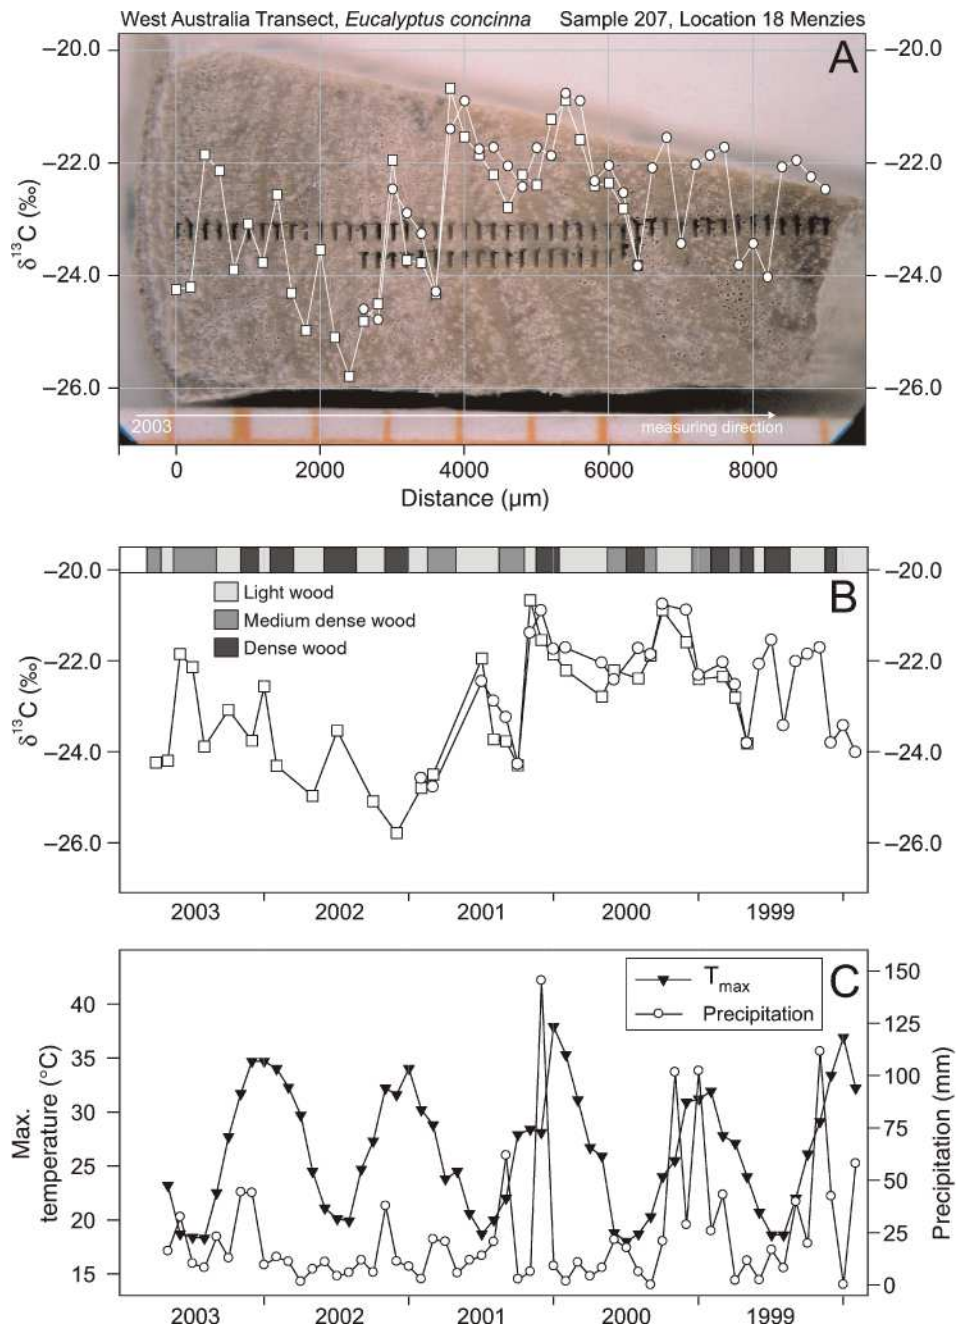 West Australia Transect, Eucalyptus concinna Sample 207, Location 18 Menzies
A
–20.0 –20.0
–22.0 –22.0
δ¹³C (‰)
–24.0 –24.0
–26.0 –26.0
2003 measuring direction
0 2000 4000 6000 8000
Distance (µm)
B
–20.0 –20.0
Light wood
Medium dense wood
Dense wood
–22.0 –22.0
δ¹³C (‰)
–24.0 –24.0
–26.0 –26.0
2003 2002 2001 2000 1999
C
Tmax
Precipitation
40 35 30 25 20 15
Max.
temperature (°C)
150 125 100 75 50 25 0
Precipitation (mm)
2003 2002 2001 2000 1999